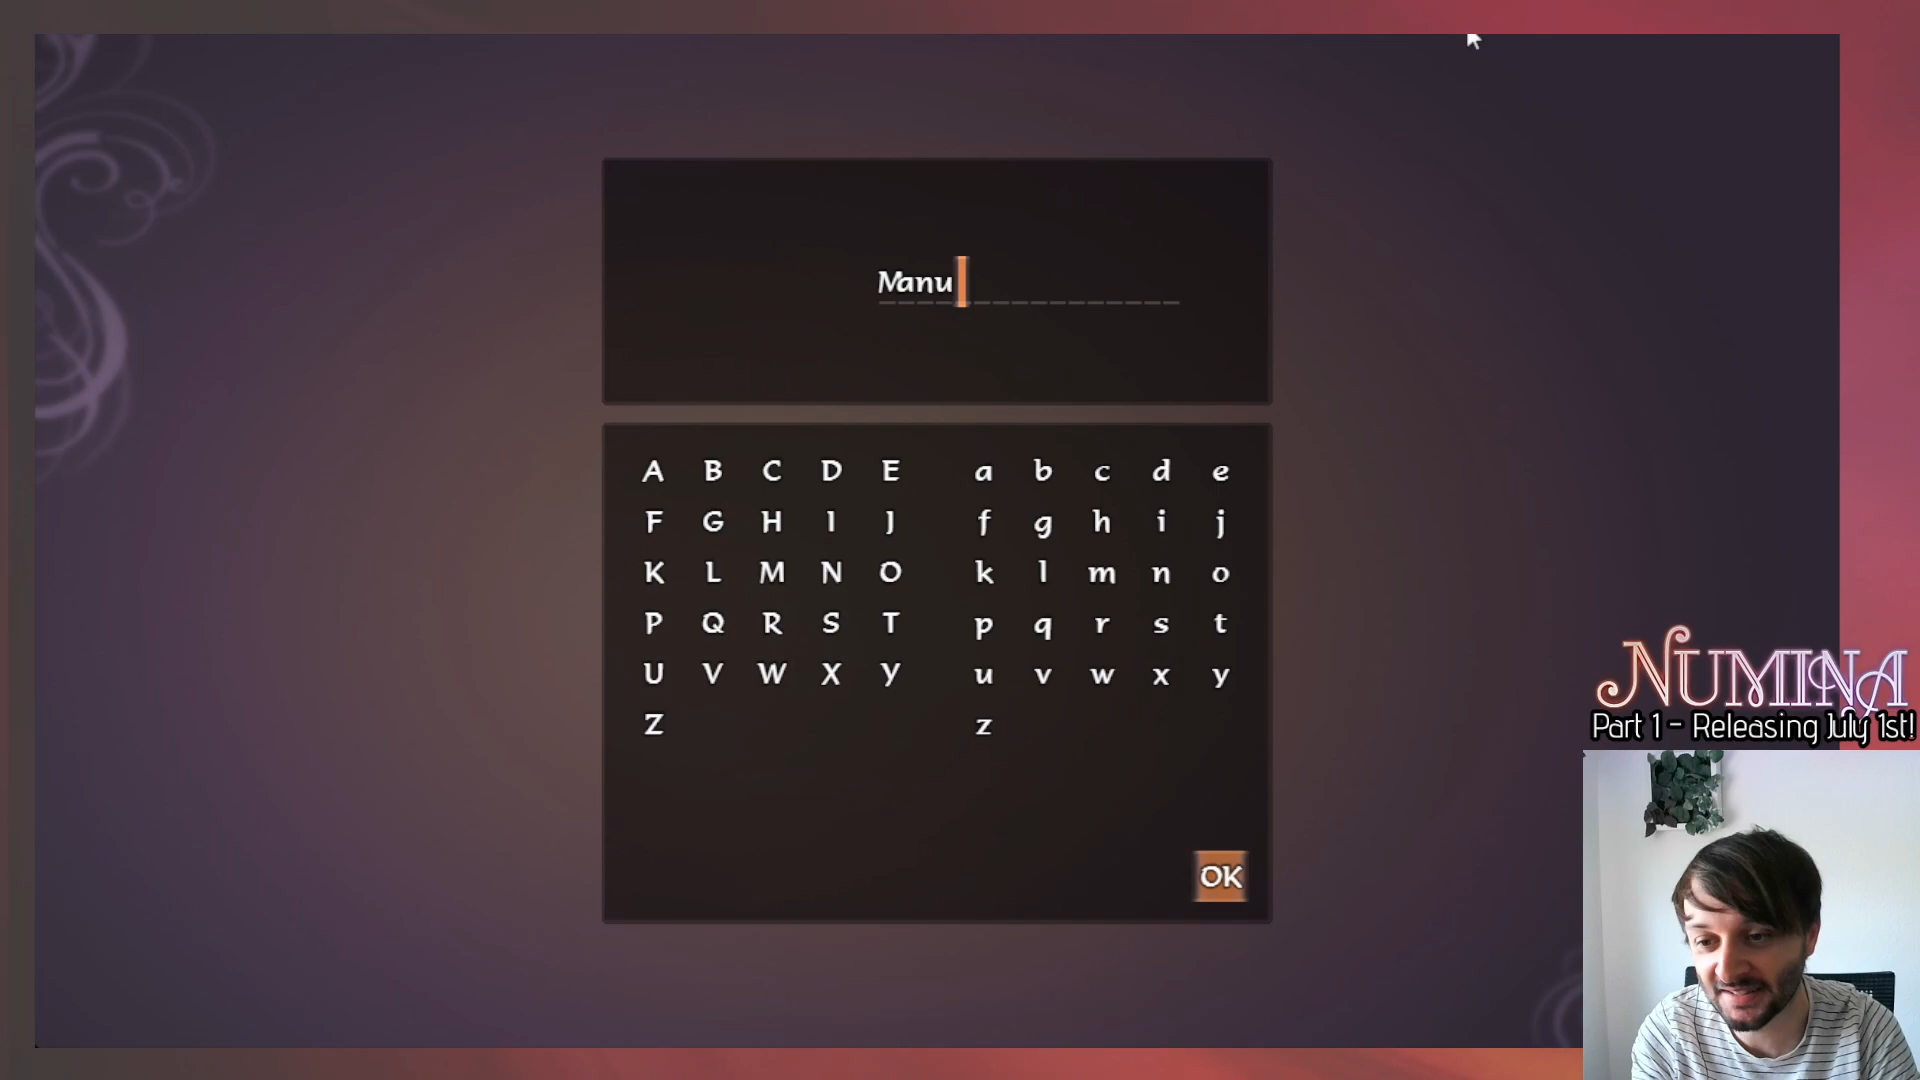 Manu
A B C D E a b c d e
F G H I J f g h i j
K L M N O k l m n o
P Q R S T p q r s t
U V W X Y u v w x y
Z z
OK
NUMINA
Part 1 - Releasing July 1st!